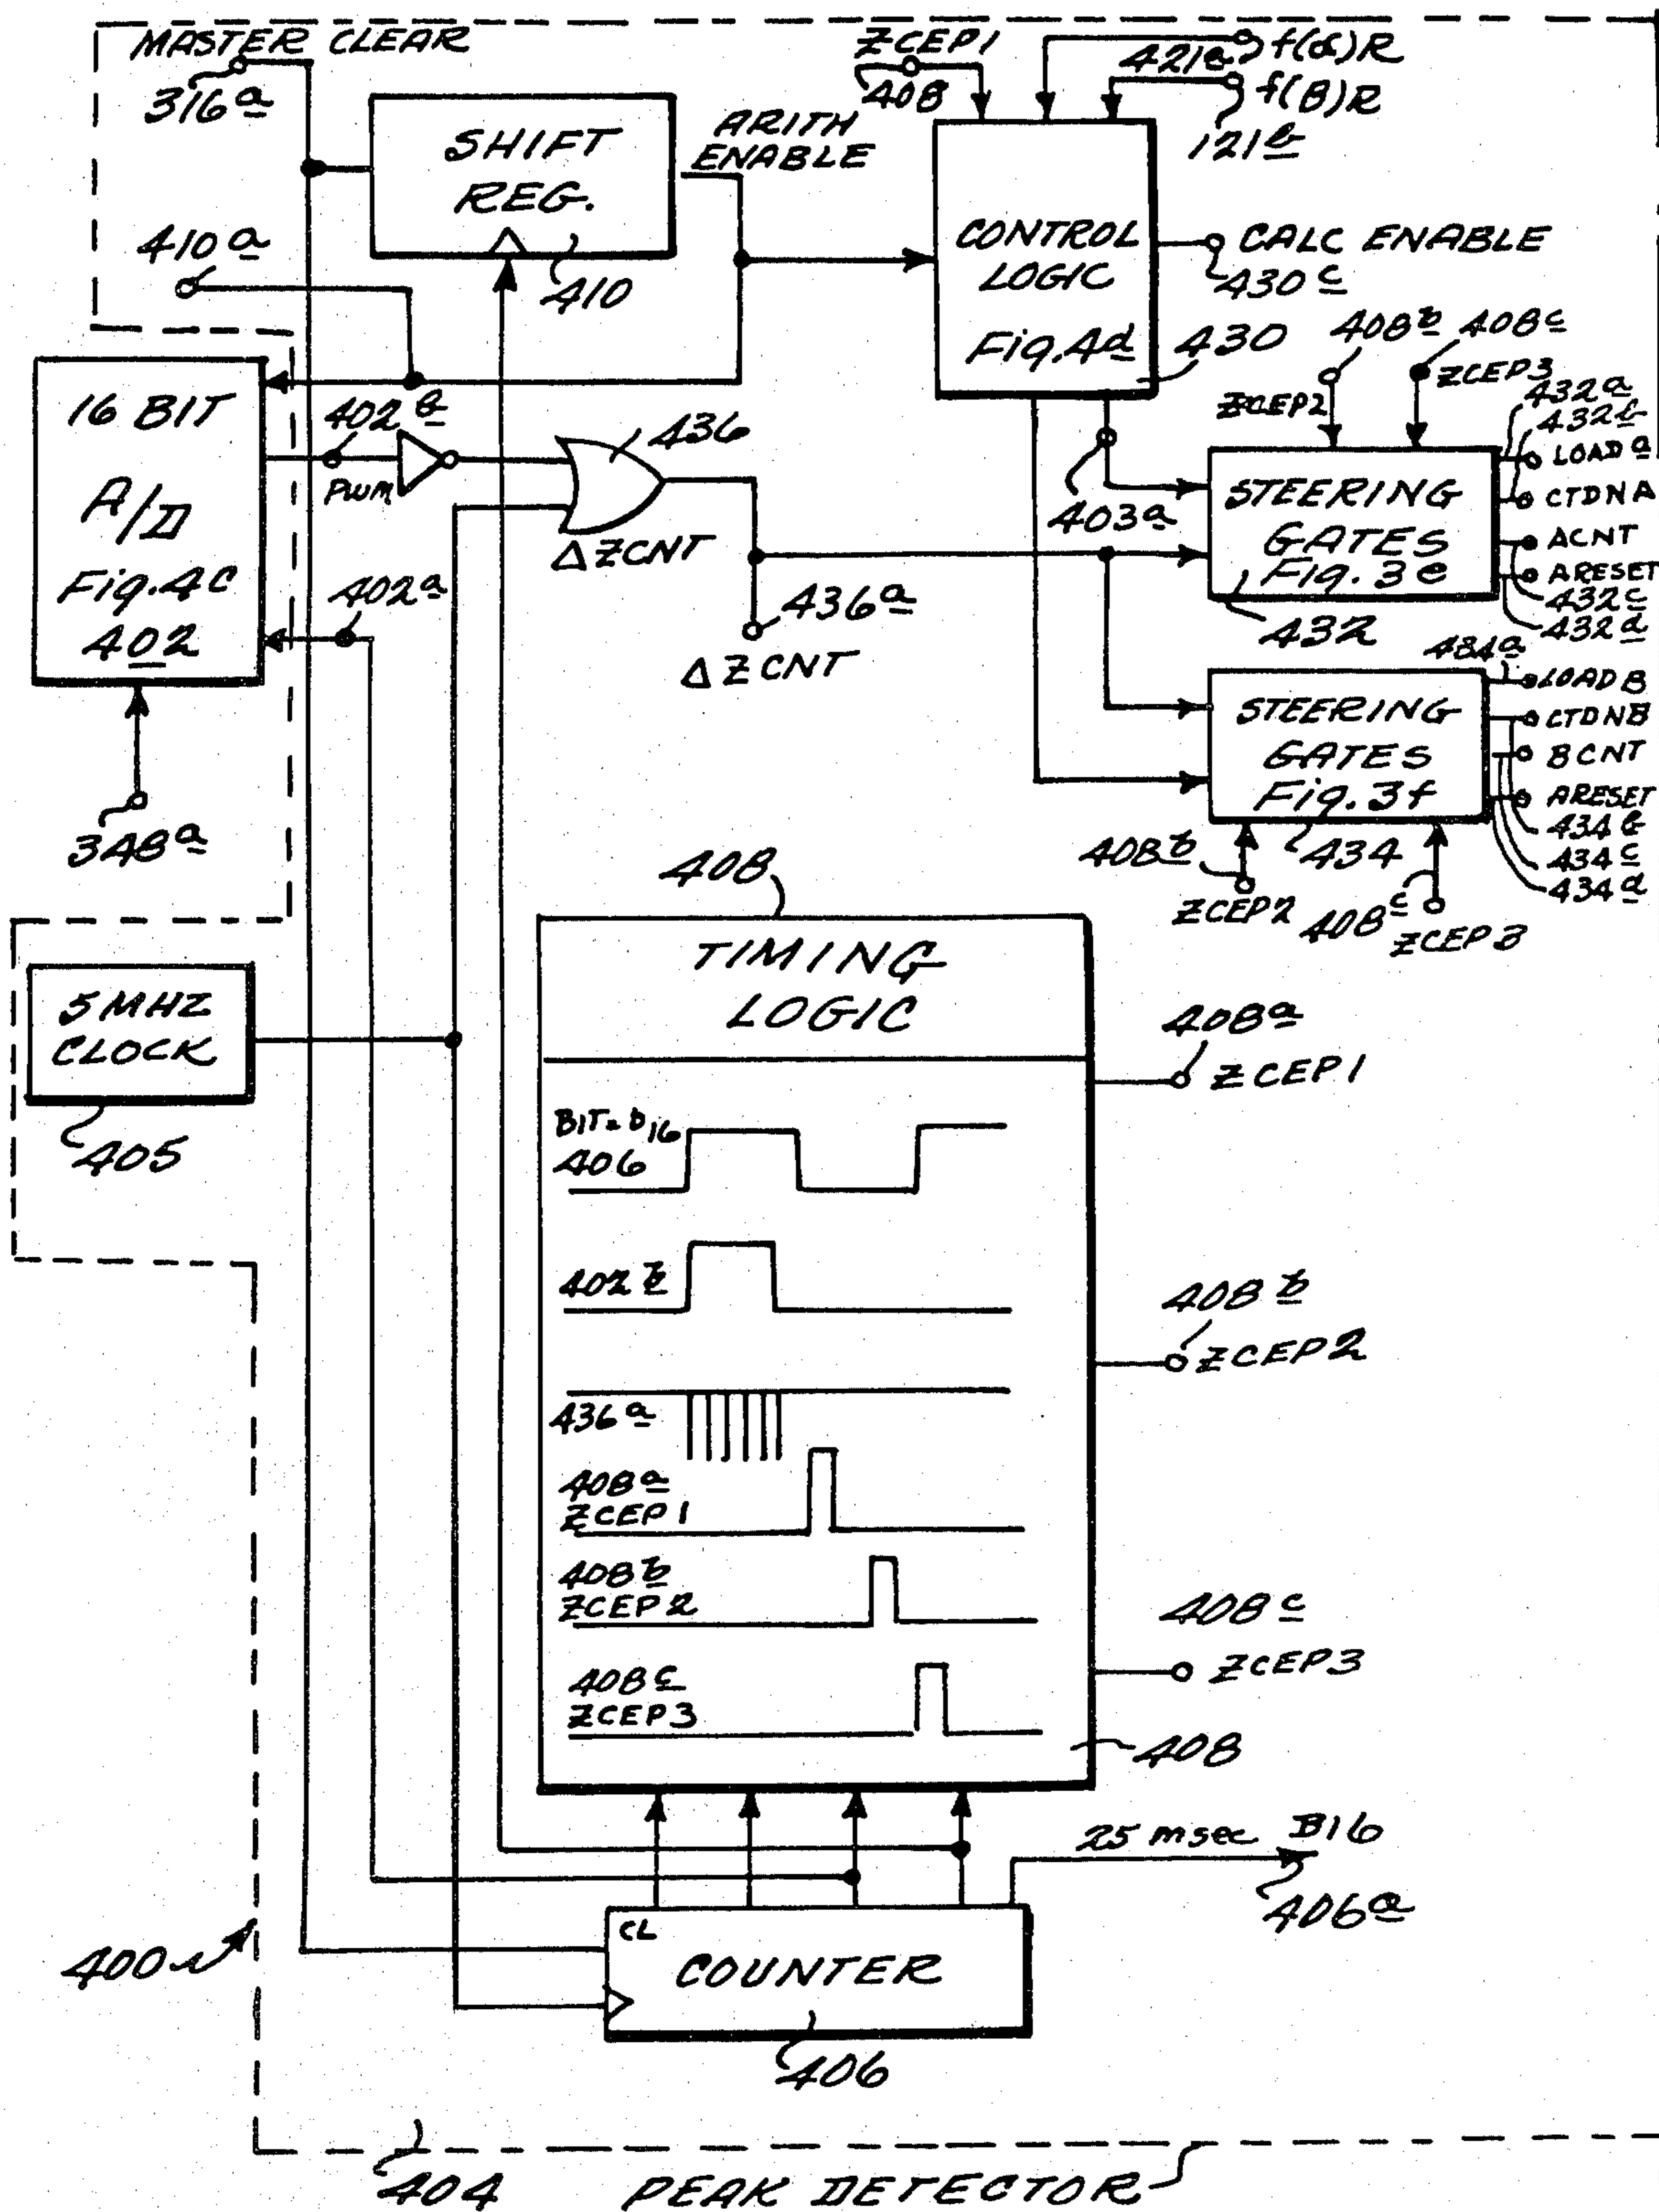 MASTER CLEAR
316a
SHIFT
REG.
410
ARITH
ENABLE
ZCEP1
408
421a
f(α)R
f(β)R
121b
CONTROL
LOGIC
Fig.4d
430
CALC ENABLE
430c
410a
16 BIT
A/D
Fig.4c
402
402b
PWM
436
ΔZCNT
436a
ΔZCNT
402a
348a
403a
408b
408c
ZCEP2
ZCEP3
STEERING
GATES
Fig.3e
432
432a
432b
LOADa
CTDNA
ACNT
ARESET
432c
432d
434a
STEERING
GATES
Fig.3f
434
LOADB
CTDNB
BCNT
ARESET
434b
434c
434d
408b
ZCEP2
408c
ZCEP3
5MHZ
CLOCK
405
408
TIMING
LOGIC
408a
ZCEP1
BIT=b16
406
402b
408b
ZCEP2
436a
408a
ZCEP1
408b
ZCEP2
408c
ZCEP3
408c
ZCEP3
408
25 msec B16
406a
CL
COUNTER
406
400
404
PEAK DETECTOR